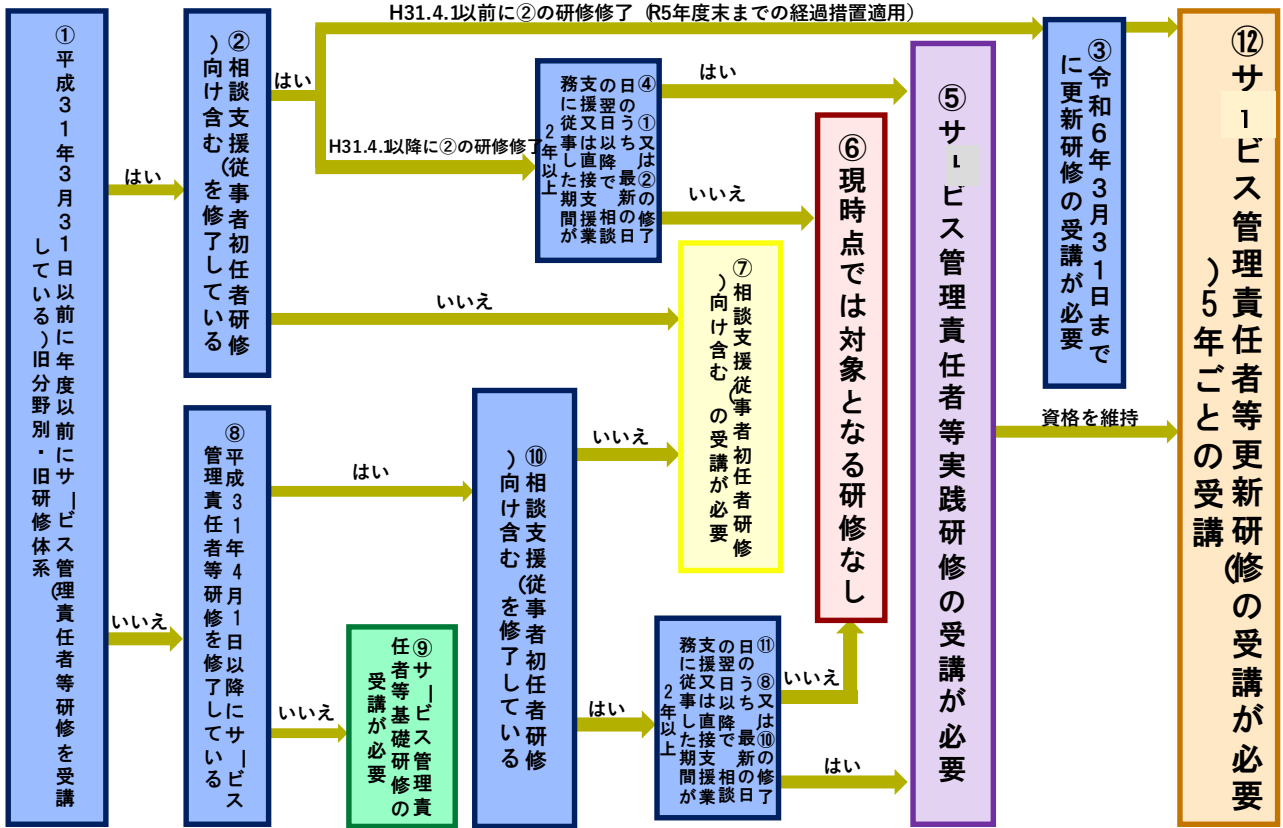 ①平成31年3月31日以前に年度以前にサービス管理責任者等研修を受講
している)旧分野別・旧研修体系(
はい
いいえ
②相談支援従事者初任者研修
)向け含む(を修了している
はい
いいえ
H31.4.1以前に②の研修修了(R5年度末までの経過措置適用)
H31.4.1以降に②の研修修了
③令和6年3月31日まで
に更新研修の受講が必要
④ ①又は②の修了
日のうち 最新の日
の翌日以降で 相談
支援又は直接支援業
務に従事した期間が
2年以上
はい
いいえ
⑤サービス管理責任者等実践研修の受講が必要
⑥現時点では対象となる研修なし
⑦相談支援従事者初任者研修
)向け含む(の受講が必要
⑧平成31年4月1日以降にサービス
管理責任者等研修を修了している
はい
いいえ
⑨サービス管理責
任者等基礎研修の
受講が必要
⑩相談支援従事者初任者研修
)向け含む(を修了している
いいえ
はい
⑪ ⑧又は⑩の修了
日のうち 最新の日
の翌日以降で 相談
支援又は直接支援業
務に従事した期間が
2年以上
いいえ
はい
資格を維持
⑫サービス管理責任者等更新研修の受講が必要
)5年ごとの受講(